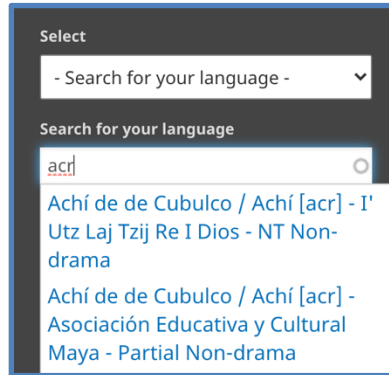 Select
- Search for your language -
Search for your language
acr
Achí de de Cubulco / Achí [acr] - I'
Utz Laj Tzij Re I Dios - NT Non-
drama
Achí de de Cubulco / Achí [acr] -
Asociación Educativa y Cultural
Maya - Partial Non-drama